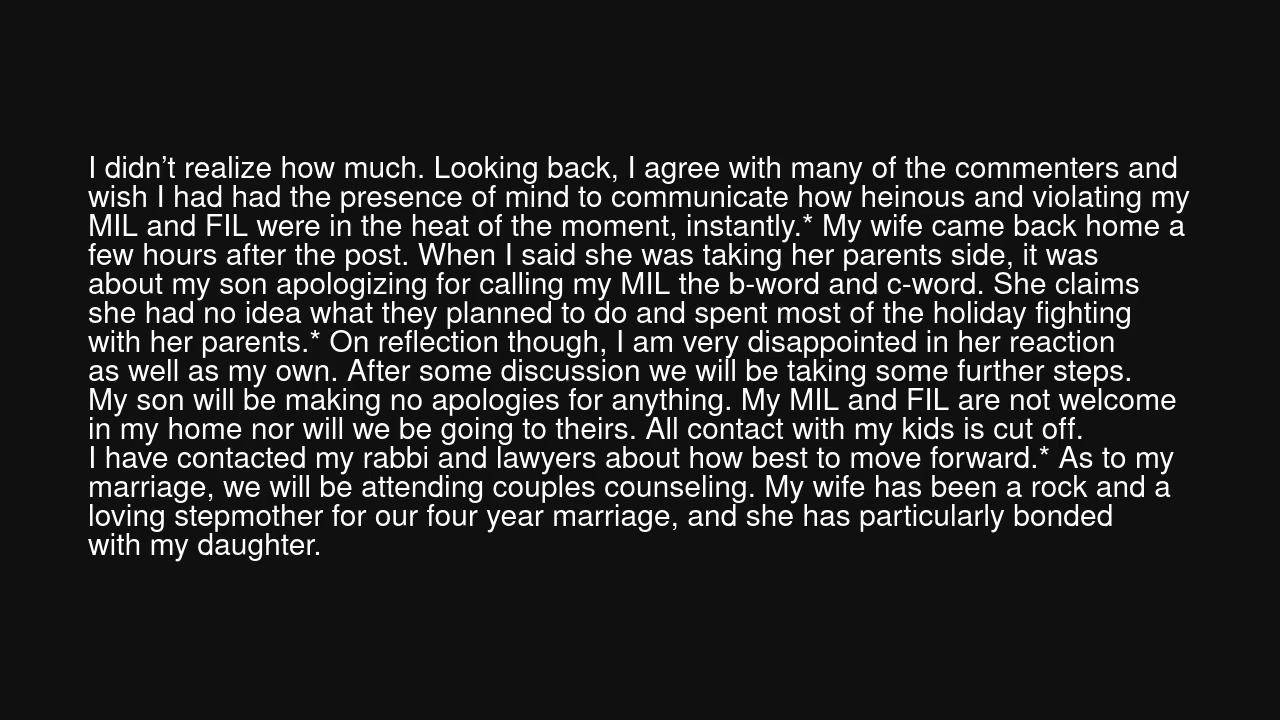 I didn’t realize how much. Looking back, I agree with many of the commenters and
wish I had had the presence of mind to communicate how heinous and violating my
MIL and FIL were in the heat of the moment, instantly.* My wife came back home a
few hours after the post. When I said she was taking her parents side, it was
about my son apologizing for calling my MIL the b-word and c-word. She claims
she had no idea what they planned to do and spent most of the holiday fighting
with her parents.* On reflection though, I am very disappointed in her reaction
as well as my own. After some discussion we will be taking some further steps.
My son will be making no apologies for anything. My MIL and FIL are not welcome
in my home nor will we be going to theirs. All contact with my kids is cut off.
I have contacted my rabbi and lawyers about how best to move forward.* As to my
marriage, we will be attending couples counseling. My wife has been a rock and a
loving stepmother for our four year marriage, and she has particularly bonded
with my daughter.